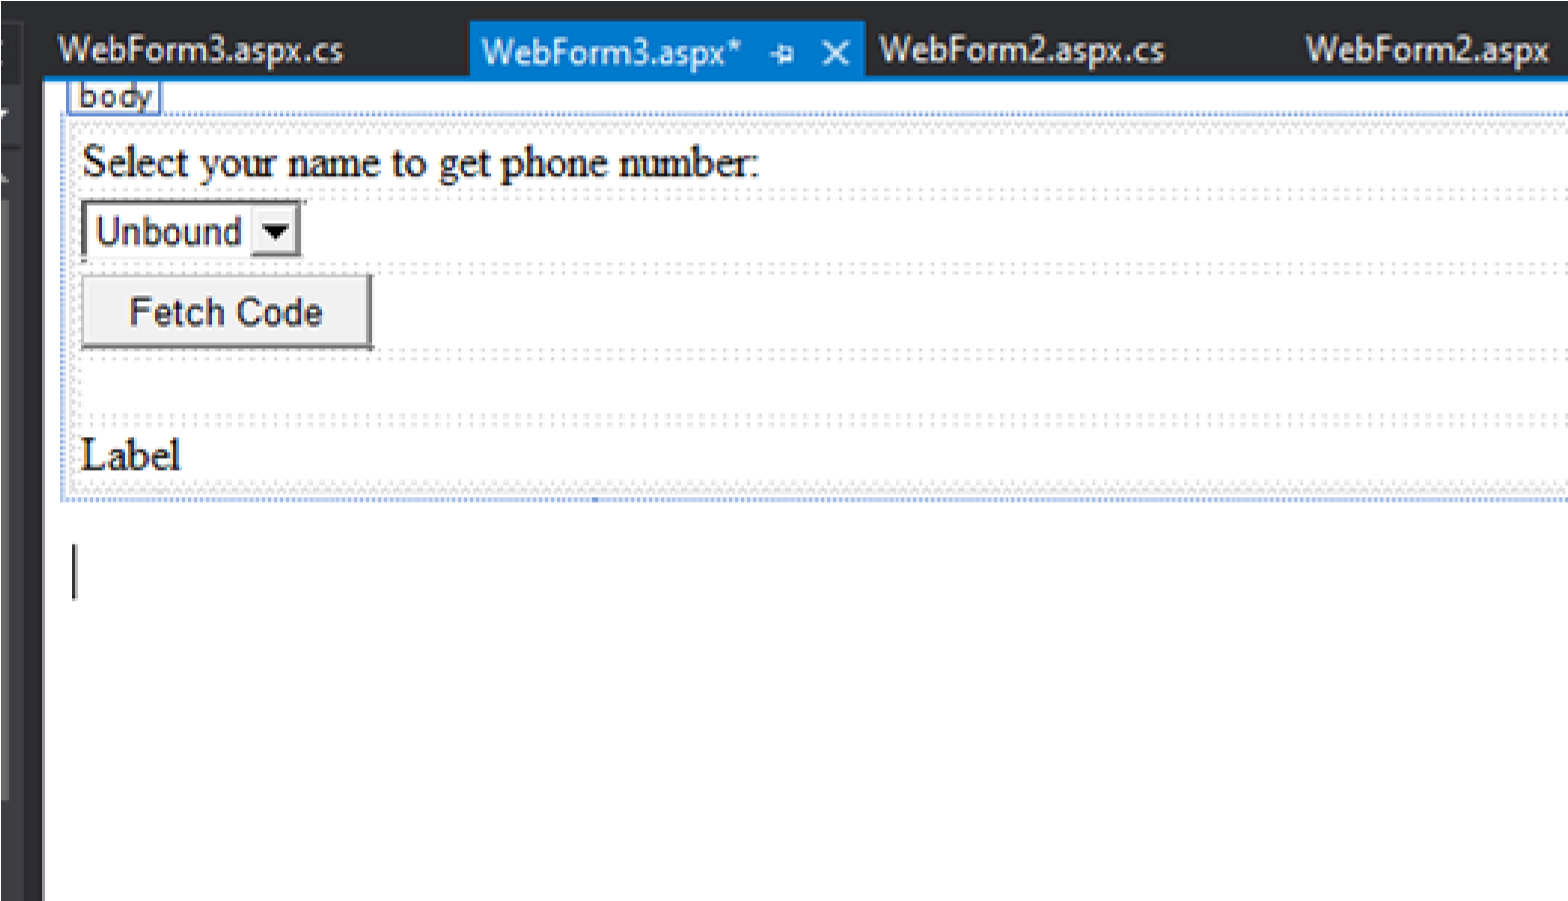 WebForm3.aspx.cs WebForm3.aspx* WebForm2.aspx.cs WebForm2.aspx
body
Select your name to get phone number:
Unbound
Fetch Code
Label